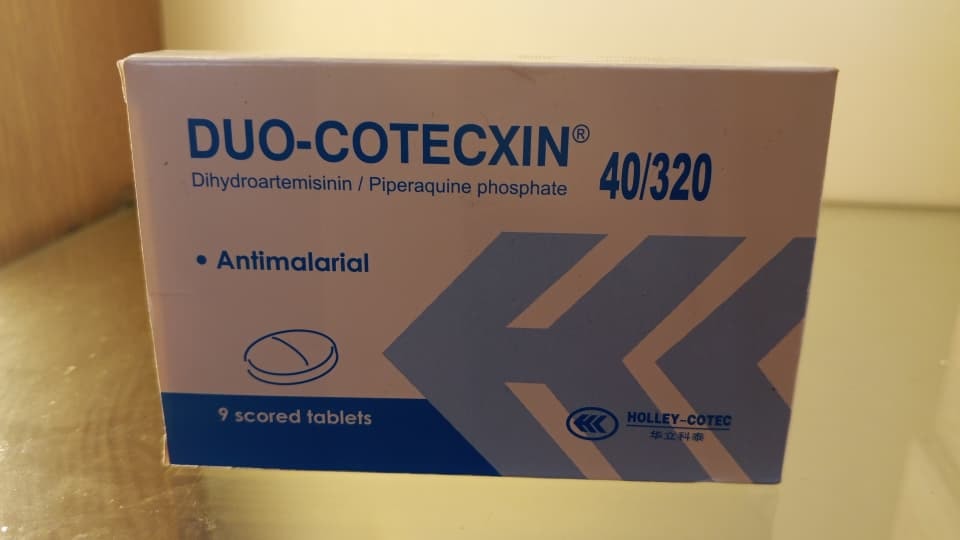 DUO-COTECXIN® 40/320
Dihydroartemisinin / Piperaquine phosphate
• Antimalarial
9 scored tablets
HOLLEY-COTEC
华立科泰